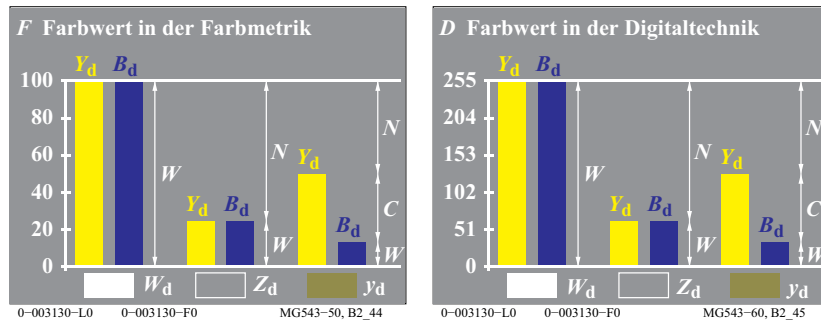 F Farbwert in der Farbmetrik
Yd Bd
100
80
60
40
20
0
W
N
W
Yd Bd
Yd
Bd
N
C
W
Wd Zd yd
0−003130−L0 0−003130−F0 MG543−50, B2_44
D Farbwert in der Digitaltechnik
Yd Bd
255
204
153
102
51
0
W
N
W
Yd Bd
Yd
Bd
N
C
W
Wd Zd yd
0−003130−L0 0−003130−F0 MG543−60, B2_45